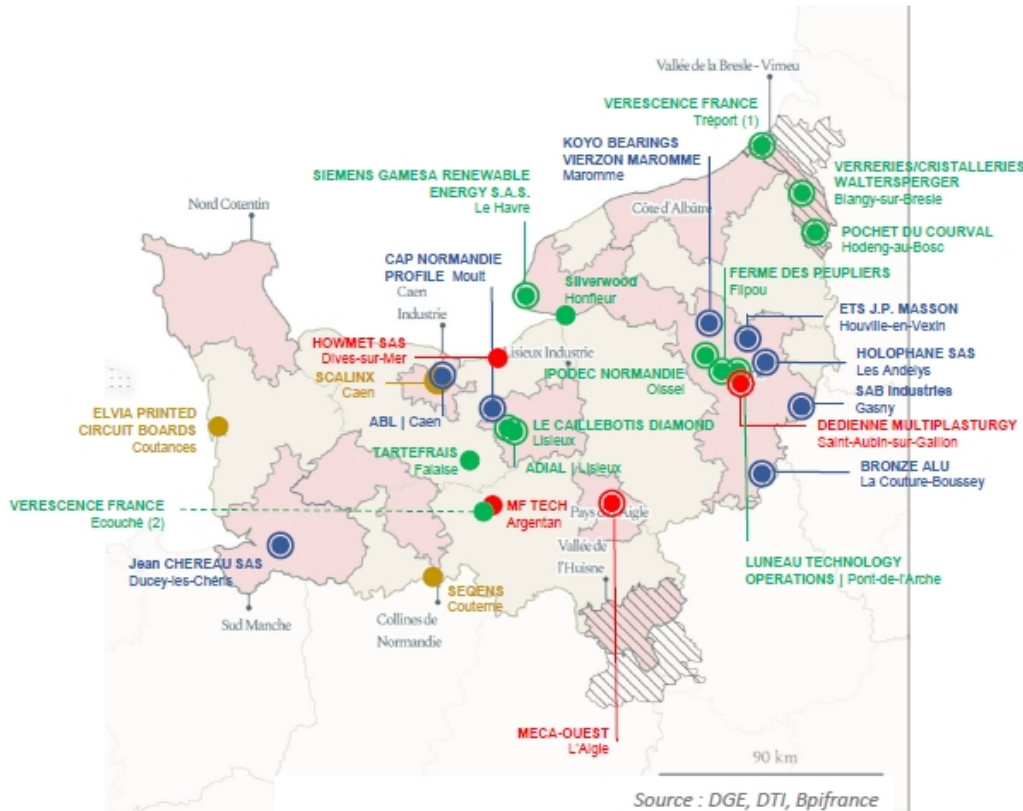 Vallée de la Bresle - Vimeu
VERESCENCE FRANCE
Tréport (1)
KOYO BEARINGS
VIERZON MAROMME
Maromme
VERRERIES/CRISTALLERIES
WALTERSPERGER
Blangy-sur-Bresle
SIEMENS GAMESA RENEWABLE
ENERGY S.A.S.
Le Havre
Nord Cotentin
Côte d'Albâtre
POCHET DU COURVAL
Hodeng-au-Bosc
CAP NORMANDIE
PROFILE Moult
FERME DES PEUPLIERS
Flipou
Silverwood
Honfleur
Caen
Industrie
ETS J.P. MASSON
Houville-en-Vexin
HOWMET SAS
Dives-sur-Mer
Lisieux Industrie
HOLOPHANE SAS
Les Andelys
SCALINX
Caen
IPODEC NORMANDIE
Oissel
SAB Industries
Gasny
ELVIA PRINTED
CIRCUIT BOARDS
Coutances
ABL | Caen
LE CAILLEBOTIS DIAMOND
Lisieux
DEDIENNE MULTIPLASTURGY
Saint-Aubin-sur-Gaillon
TARTEFRAIS
Falaise
ADIAL | Lisieux
BRONZE ALU
La Couture-Boussey
VERESCENCE FRANCE
Ecouché (2)
MF TECH
Argentan
Pays de l'Aigle
Vallée de
l'Huisne
Jean CHEREAU SAS
Ducey-les-Chéris
LUNEAU TECHNOLOGY
OPERATIONS | Pont-de-l'Arche
SEQENS
Couterne
Sud Manche
Collines de
Normandie
MECA-OUEST
L'Aigle
90 km
Source : DGE, DTI, Bpifrance